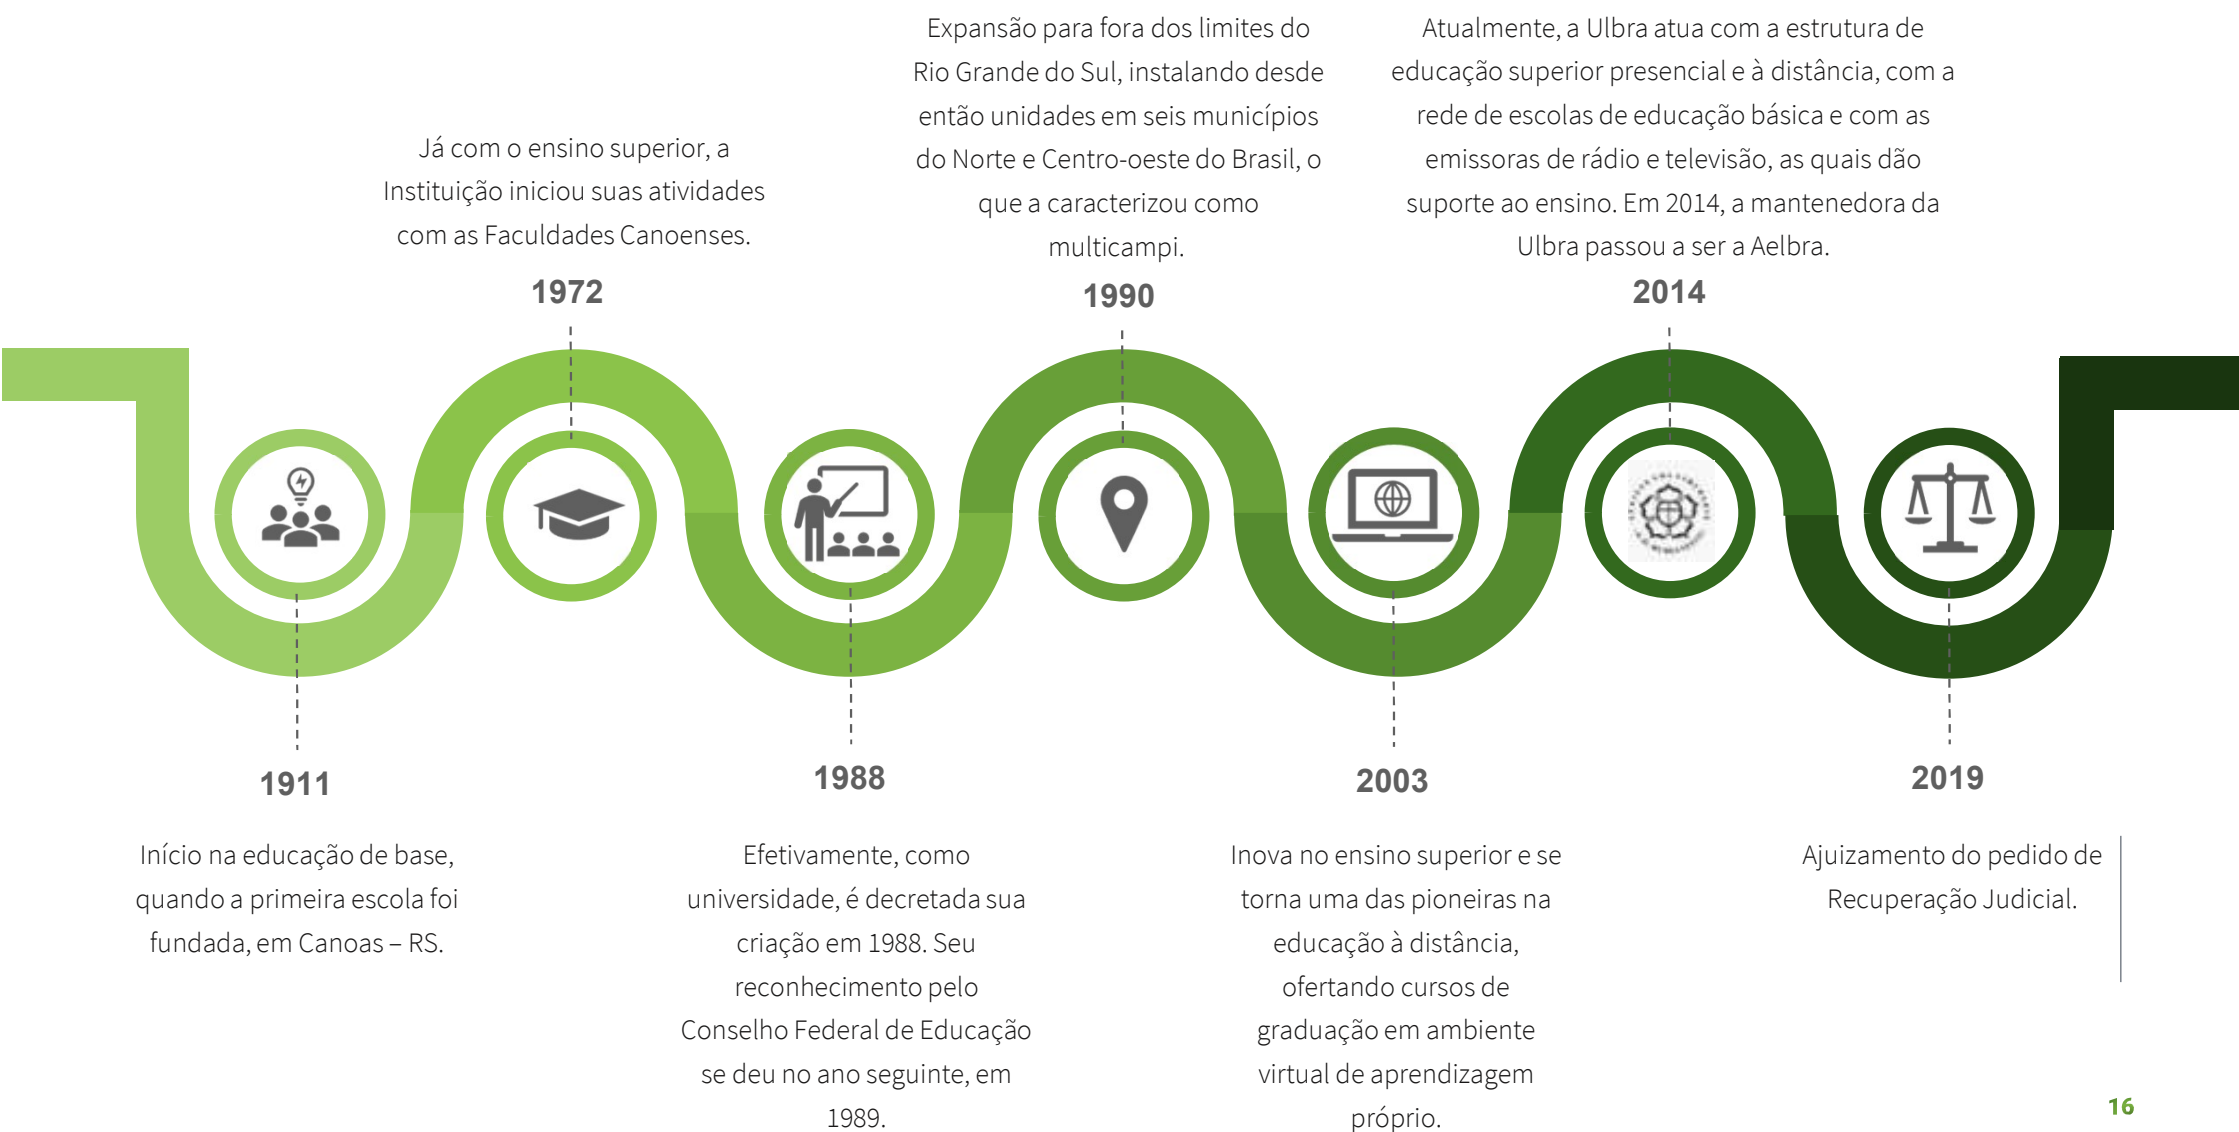 Já com o ensino superior, a
Instituição iniciou suas atividades
com as Faculdades Canoenses.
1972
Expansão para fora dos limites do
Rio Grande do Sul, instalando desde
então unidades em seis municípios
do Norte e Centro-oeste do Brasil, o
que a caracterizou como
multicampi.
1990
Atualmente, a Ulbra atua com a estrutura de
educação superior presencial e à distância, com a
rede de escolas de educação básica e com as
emissoras de rádio e televisão, as quais dão
suporte ao ensino. Em 2014, a mantenedora da
Ulbra passou a ser a Aelbra.
2014
1911
Início na educação de base,
quando a primeira escola foi
fundada, em Canoas – RS.
1988
Efetivamente, como
universidade, é decretada sua
criação em 1988. Seu
reconhecimento pelo
Conselho Federal de Educação
se deu no ano seguinte, em
1989.
2003
Inova no ensino superior e se
torna uma das pioneiras na
educação à distância,
ofertando cursos de
graduação em ambiente
virtual de aprendizagem
próprio.
2019
Ajuizamento do pedido de
Recuperação Judicial.
16